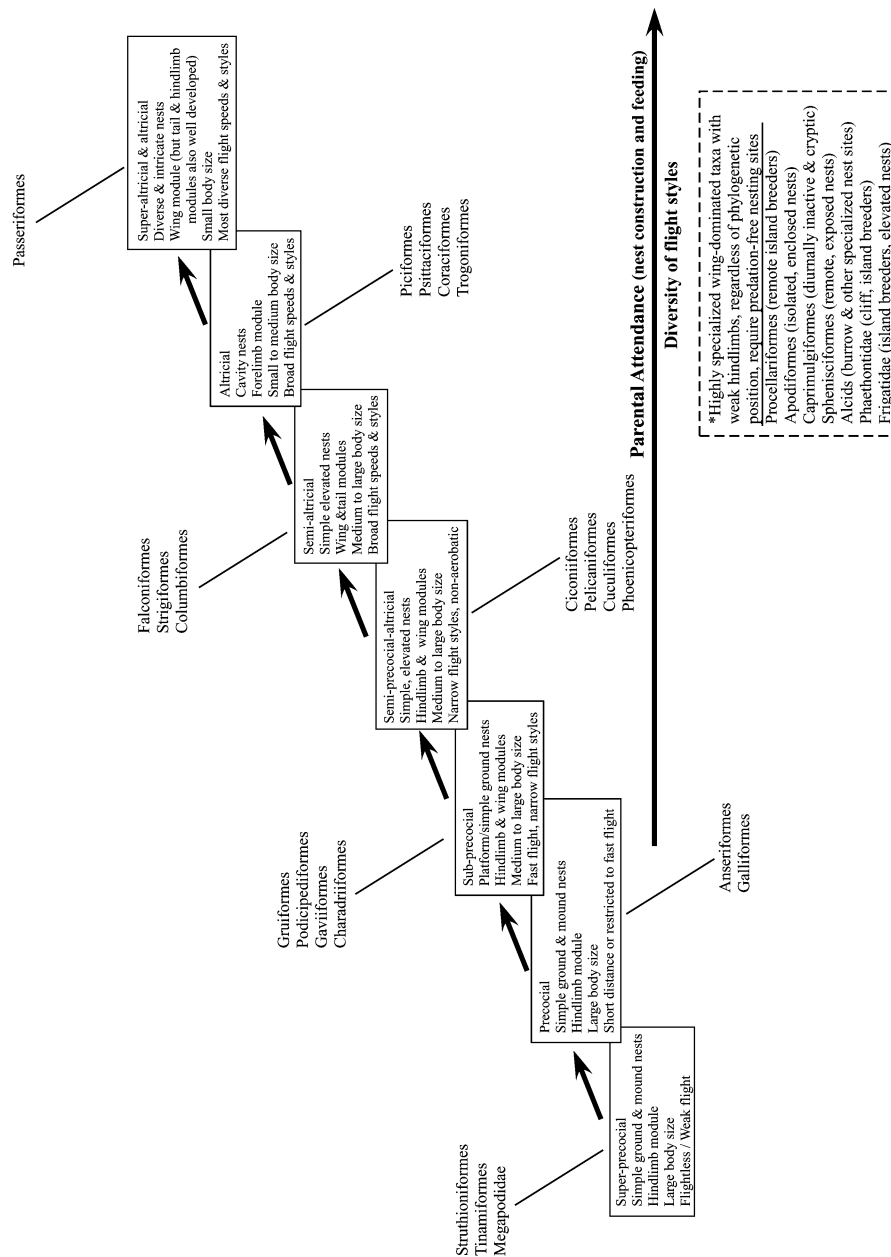 Passeriformes
Super-altricial & altricial
Diverse & intricate nests
Wing module (but tail & hindlimb
modules also well developed)
Small body size
Most diverse flight speeds & styles
Altricial
Cavity nests
Forelimb module
Small to medium body size
Broad flight speeds & styles
Piciformes
Psittaciformes
Coraciformes
Trogoniformes
Falconiformes
Strigiformes
Columbiformes
Semi-altricial
Simple elevated nests
Wing &tail modules
Medium to large body size
Broad flight speeds & styles
Semi-precocial-altricial
Simple, elevated nests
Hindlimb & wing modules
Medium to large body size
Narrow flight styles, non-aerobatic
Ciconiiformes
Pelicaniformes
Cuculiformes
Phoenicopteriformes
Gruiformes
Podicipediformes
Gaviiformes
Charadriiformes
Sub-precocial
Platform/simple ground nests
Hindlimb & wing modules
Medium to large body size
Fast flight, narrow flight styles
Precocial
Simple ground & mound nests
Hindlimb module
Large body size
Short distance or restricted to fast flight
Anseriformes
Galliformes
Struthioniformes
Tinamiformes
Megapodidae
Super-precocial
Simple ground & mound nests
Hindlimb module
Large body size
Flightless / Weak flight
Parental Attendance (nest construction and feeding)
Diversity of flight styles
*Highly specialized wing-dominated taxa with
weak hindlimbs, regardless of phylogenetic
position, require predation-free nesting sites
Procellariformes (remote island breeders)
Apodiformes (isolated, enclosed nests)
Caprimulgiformes (diurnally inactive & cryptic)
Sphenisciformes (remote, exposed nests)
Alcids (burrow & other specialized nest sites)
Phaethontidae (cliff, island breeders)
Frigatidae (island breeders, elevated nests)